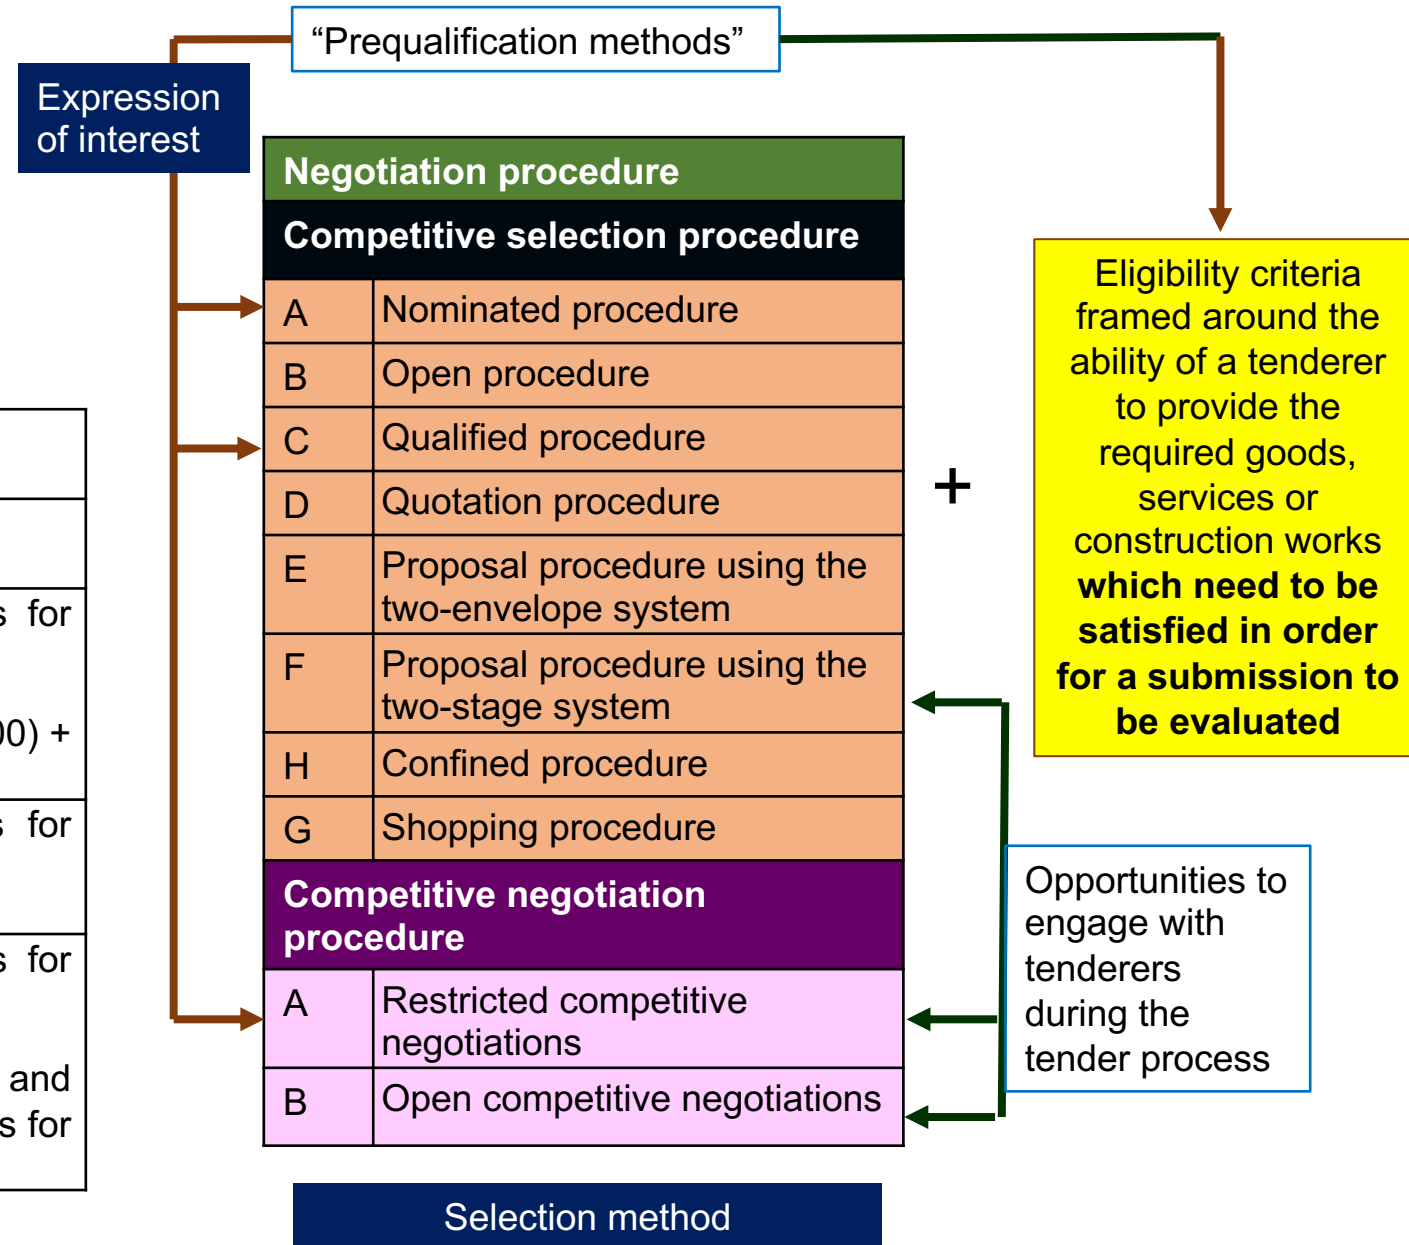 “Prequalification methods”
Expression
of interest
Negotiation procedure
Competitive selection procedure
A Nominated procedure
B Open procedure
C Qualified procedure
D Quotation procedure
E Proposal procedure using the
two-envelope system
F Proposal procedure using the
two-stage system
H Confined procedure
G Shopping procedure
Competitive negotiation
procedure
A Restricted competitive
negotiations
B Open competitive negotiations
Selection method
+
Eligibility criteria
framed around the
ability of a tenderer
to provide the
required goods,
services or
construction works
which need to be
satisfied in order
for a submission to
be evaluated
Opportunities to
engage with
tenderers
during the
tender process
s for
00) +
s for
s for
and
s for